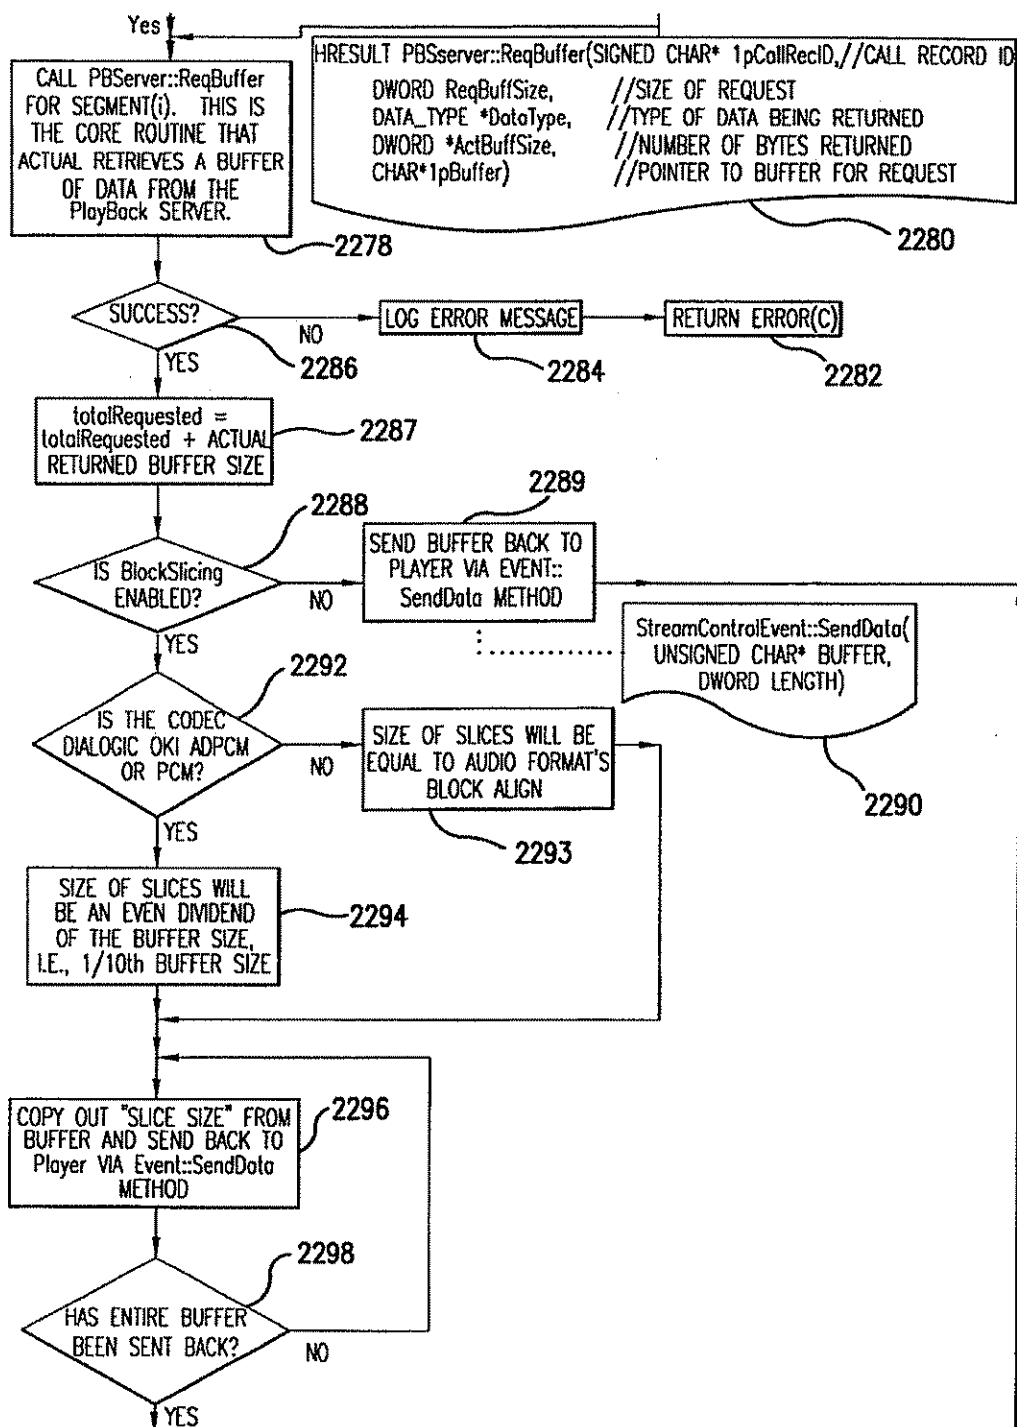 Yes
CALL PBServer::ReqBuffer
FOR SEGMENT(i). THIS IS
THE CORE ROUTINE THAT
ACTUAL RETRIEVES A BUFFER
OF DATA FROM THE
PlayBack SERVER.
2278
HRESULT PBSserver::ReqBuffer(SIGNED CHAR* 1pCallRecID,//CALL RECORD ID
DWORD ReqBuffSize, //SIZE OF REQUEST
DATA_TYPE *DataType, //TYPE OF DATA BEING RETURNED
DWORD *ActBuffSize, //NUMBER OF BYTES RETURNED
CHAR*1pBuffer) //POINTER TO BUFFER FOR REQUEST
2280
SUCCESS?
NO
YES
2286
LOG ERROR MESSAGE
2284
RETURN ERROR(C)
2282
totalRequested =
totalRequested + ACTUAL
RETURNED BUFFER SIZE
2287
2288
IS BlockSlicing
ENABLED?
NO
YES
2289
SEND BUFFER BACK TO
PLAYER VIA EVENT::
SendData METHOD
StreamControlEvent::SendData(
UNSIGNED CHAR* BUFFER,
DWORD LENGTH)
2290
2292
IS THE CODEC
DIALOGIC OKI ADPCM
OR PCM?
NO
YES
SIZE OF SLICES WILL BE
EQUAL TO AUDIO FORMAT'S
BLOCK ALIGN
2293
SIZE OF SLICES WILL
BE AN EVEN DIVIDEND
OF THE BUFFER SIZE,
I.E., 1/10th BUFFER SIZE
2294
COPY OUT "SLICE SIZE" FROM
BUFFER AND SEND BACK TO
Player VIA Event::SendData
METHOD
2296
2298
HAS ENTIRE BUFFER
BEEN SENT BACK?
NO
YES